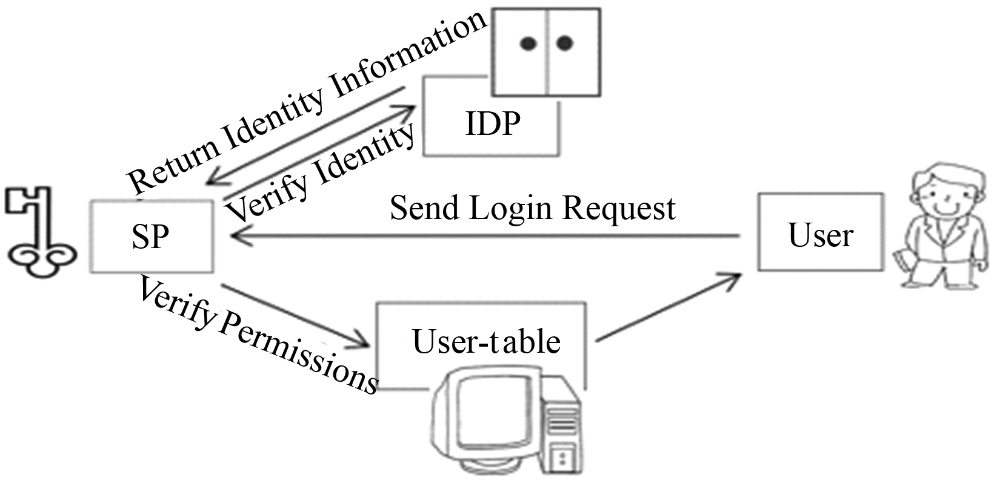 Return Identity Information
IDP
Verify Identity
Send Login Request
SP
User
Verify Permissions
User-table